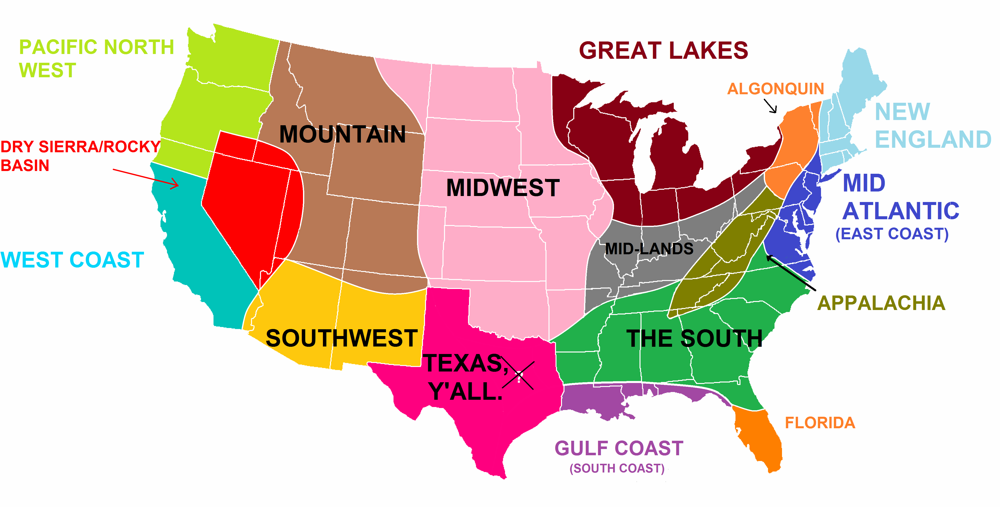 PACIFIC NORTH
WEST
GREAT LAKES
ALGONQUIN
NEW
ENGLAND
MOUNTAIN
DRY SIERRA/ROCKY
BASIN
MIDWEST
MID
ATLANTIC
(EAST COAST)
MID-LANDS
WEST COAST
APPALACHIA
SOUTHWEST
THE SOUTH
TEXAS,
?
Y'ALL.
FLORIDA
GULF COAST
(SOUTH COAST)